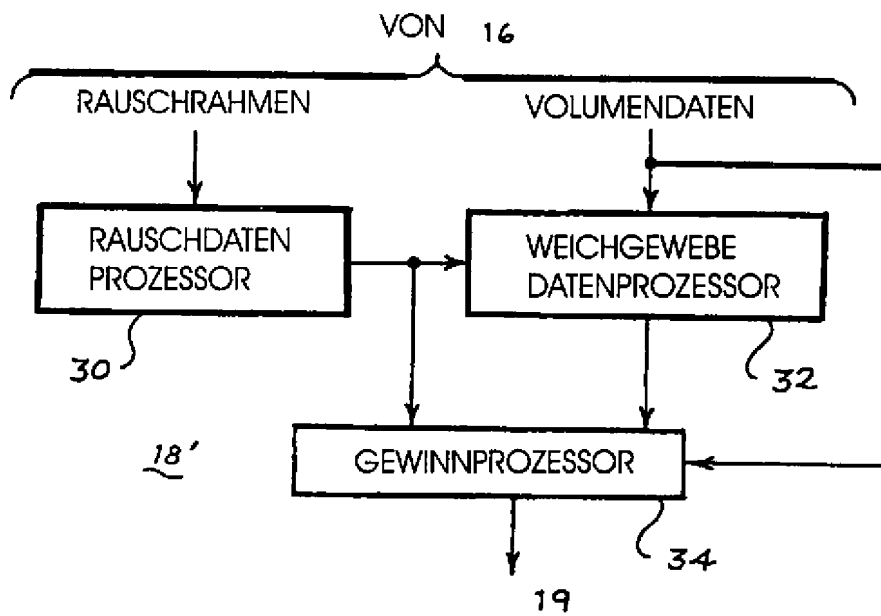 VON 16
RAUSCHRAHMEN
VOLUMENDATEN
RAUSCHDATEN
PROZESSOR
WEICHGEWEBE
DATENPROZESSOR
30
32
18'
GEWINNPROZESSOR
34
19